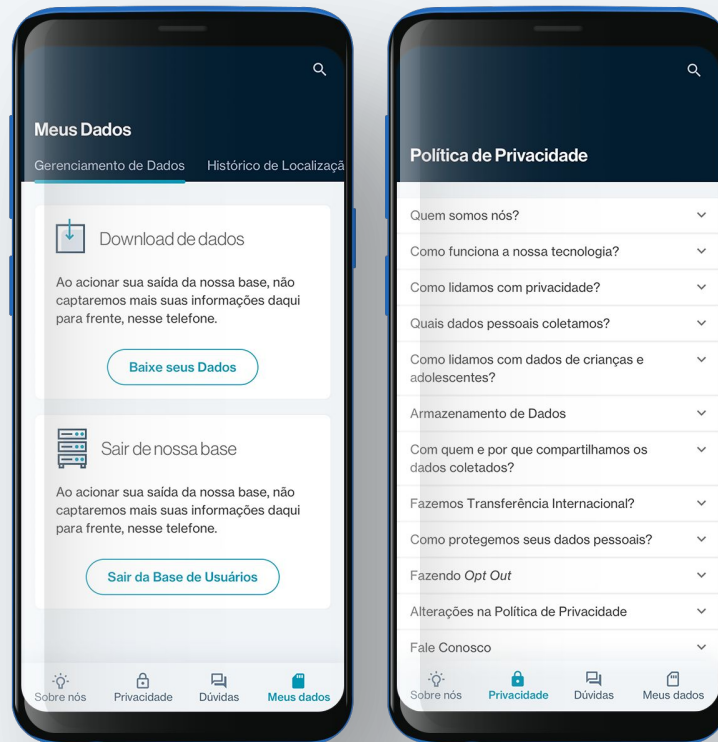 Meus Dados
Gerenciamento de Dados Histórico de Localizaçã
Download de dados
Ao acionar sua saída da nossa base, não
captaremos mais suas informações daqui
para frente, nesse telefone.
Baixe seus Dados
Sair de nossa base
Ao acionar sua saída da nossa base, não
captaremos mais suas informações daqui
para frente, nesse telefone.
Sair da Base de Usuários
Sobre nós Privacidade Dúvidas Meus dados
Política de Privacidade
Quem somos nós?
Como funciona a nossa tecnologia?
Como lidamos com privacidade?
Quais dados pessoais coletamos?
Como lidamos com dados de crianças e
adolescentes?
Armazenamento de Dados
Com quem e por que compartilhamos os
dados coletados?
Fazemos Transferência Internacional?
Como protegemos seus dados pessoais?
Fazendo Opt Out
Alterações na Política de Privacidade
Fale Conosco
Sobre nós Privacidade Dúvidas Meus dados